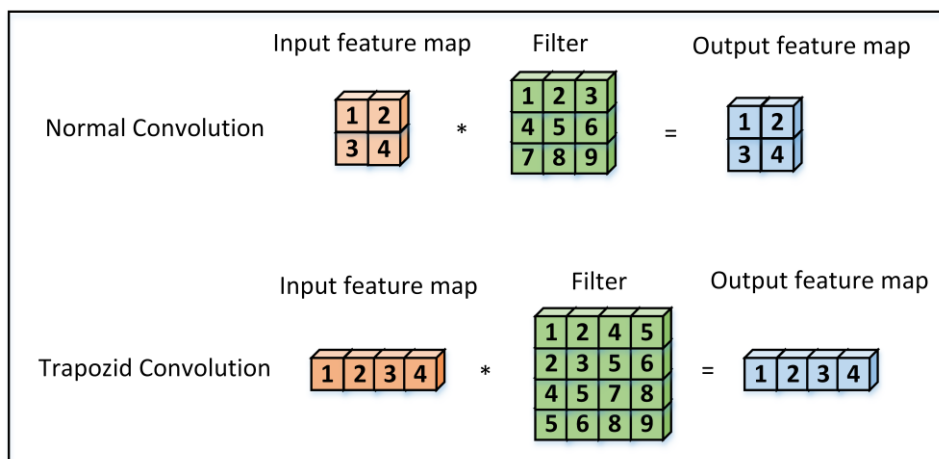 Input feature map Filter Output feature map
Normal Convolution
1 2
3 4
*
1 2 3
4 5 6
7 8 9
=
1 2
3 4
Input feature map Filter Output feature map
Trapozid Convolution
1 2 3 4
*
1 2 4 5
2 3 5 6
4 5 7 8
5 6 8 9
=
1 2 3 4